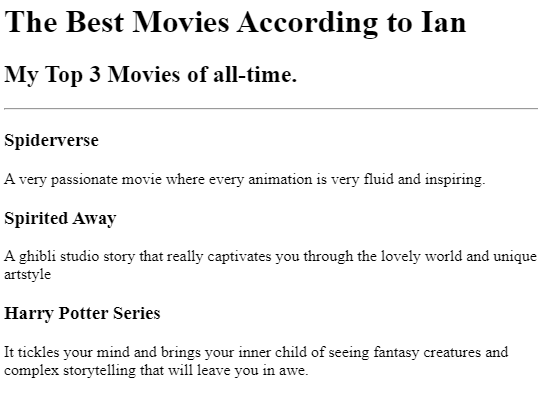 The Best Movies According to Ian
My Top 3 Movies of all-time.
Spiderverse
A very passionate movie where every animation is very fluid and inspiring.
Spirited Away
A ghibli studio story that really captivates you through the lovely world and unique
artstyle
Harry Potter Series
It tickles your mind and brings your inner child of seeing fantasy creatures and
complex storytelling that will leave you in awe.